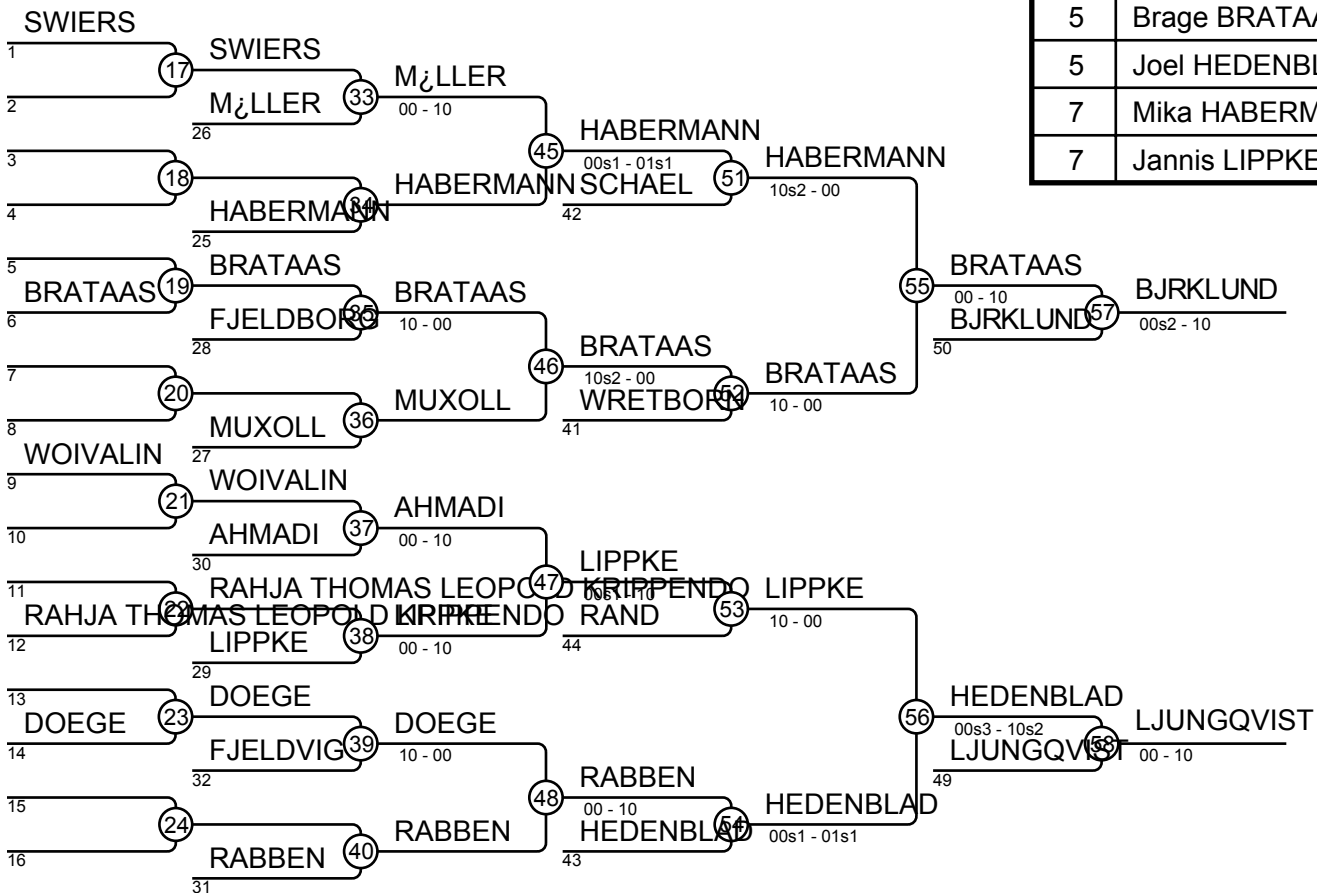 5 Brage BRATAA
5 Joel HEDENBL
7 Mika HABERM
7 Jannis LIPPKE
SWIERS
1
17
2
SWIERS
M¿LLER
26
33
M¿LLER
00 - 10
3
18
4
HABERMANN
25
34
HABERMANN
45
HABERMANN
00s1 - 01s1
SCHAEL
42
51
HABERMANN
10s2 - 00
5
BRATAAS
6
19
BRATAAS
FJELDBORG
28
35
BRATAAS
10 - 00
7
20
8
MUXOLL
27
36
MUXOLL
46
BRATAAS
10s2 - 00
WRETBORN
41
52
BRATAAS
10 - 00
55
BRATAAS
00 - 10
BJRKLUND
50
57
BJRKLUND
00s2 - 10
WOIVALIN
9
21
10
WOIVALIN
AHMADI
30
37
AHMADI
00 - 10
11
RAHJA THOMAS LEOPOLD KRIPPENDO
12
22
RAHJA THOMAS LEOPOLD KRIPPENDO
LIPPKE
29
38
LIPPKE
00 - 10
47
LIPPKE
00s1 - 10
RAND
44
53
LIPPKE
10 - 00
13
DOEGE
14
23
DOEGE
FJELDVIG
32
39
DOEGE
10 - 00
15
24
16
RABBEN
31
40
RABBEN
48
RABBEN
00 - 10
HEDENBLAD
43
54
HEDENBLAD
00s1 - 01s1
56
HEDENBLAD
00s3 - 10s2
LJUNGQVIST
49
58
LJUNGQVIST
00 - 10